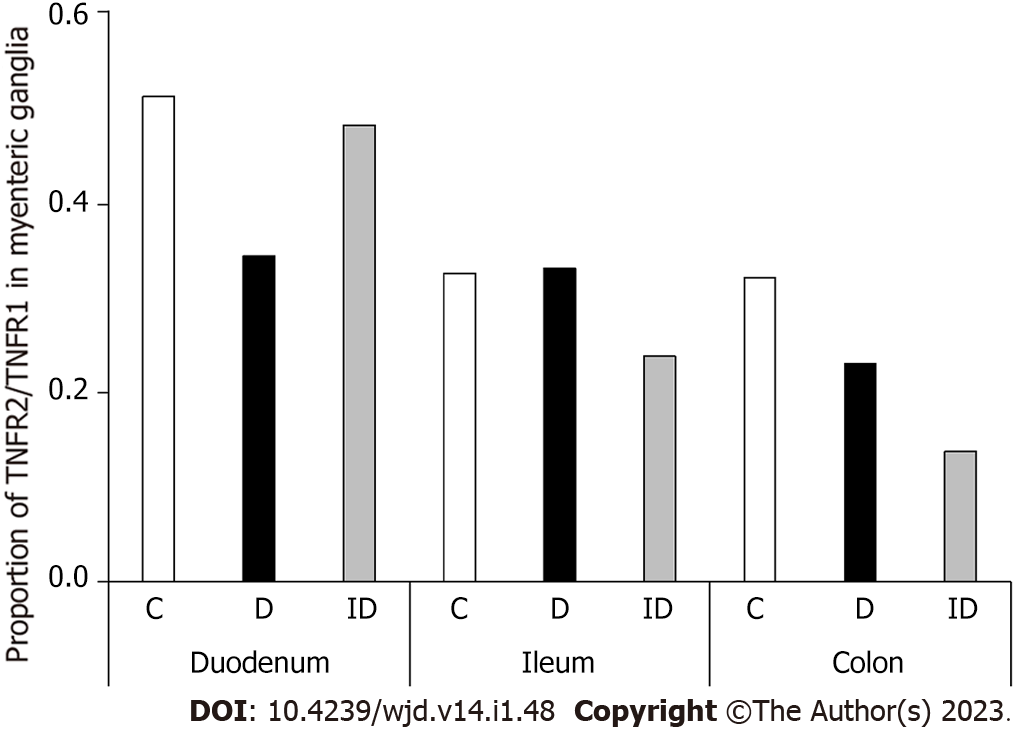 Proportion of TNFR2/TNFR1 in myenteric ganglia
0.6
0.4
0.2
0.0
C D ID C D ID C D ID
Duodenum Ileum Colon
DOI: 10.4239/wjd.v14.i1.48 Copyright ©The Author(s) 2023.